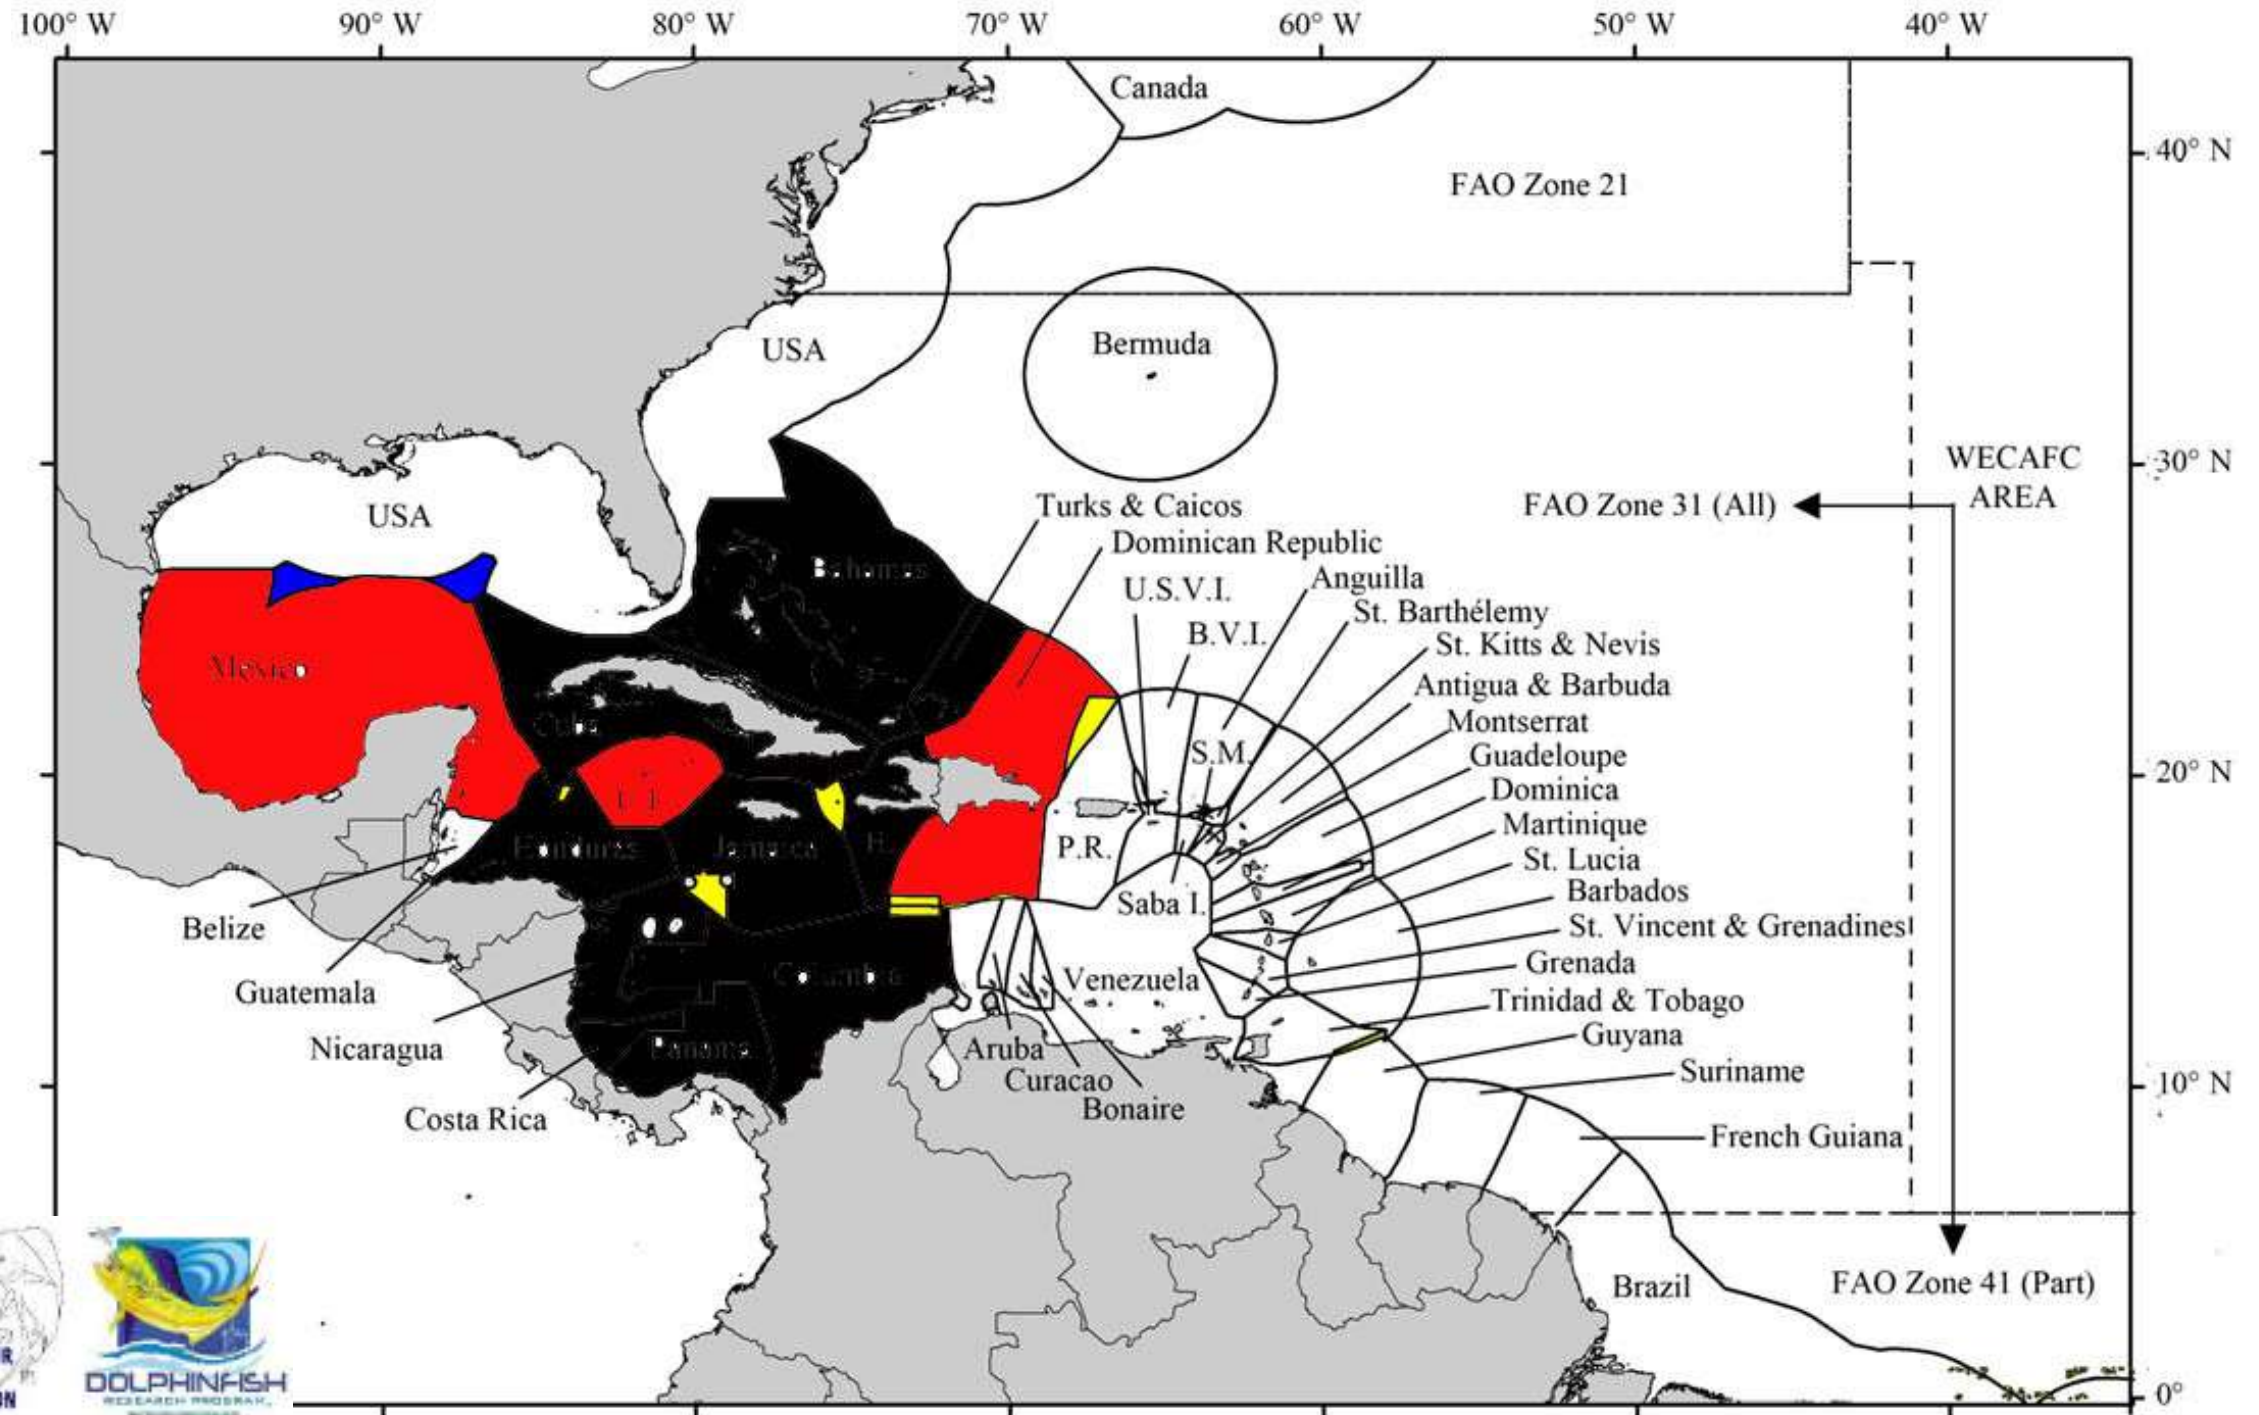 100° W
90° W
80° W
70° W
60° W
50° W
40° W
Canada
40° N
FAO Zone 21
USA
Bermuda
30° N
WECAFC
AREA
USA
Turks & Caicos
FAO Zone 31 (All)
Dominican Republic
Bahamas
Anguilla
U.S.V.I.
St. Barthélemy
B.V.I.
St. Kitts & Nevis
Mexico
Antigua & Barbuda
Montserrat
Cuba
S.M.
Guadeloupe
20° N
Dominica
Martinique
Honduras
Jamaica
H.
P.R.
St. Lucia
Barbados
Saba I.
Belize
St. Vincent & Grenadines
Grenada
Columbia
Venezuela
Guatemala
Trinidad & Tobago
Guyana
Nicaragua
Panama
Aruba
Suriname
Curacao
10° N
Bonaire
Costa Rica
French Guiana
Brazil
FAO Zone 41 (Part)
DOLPHINFISH
RESEARCH PROGRAM
0°